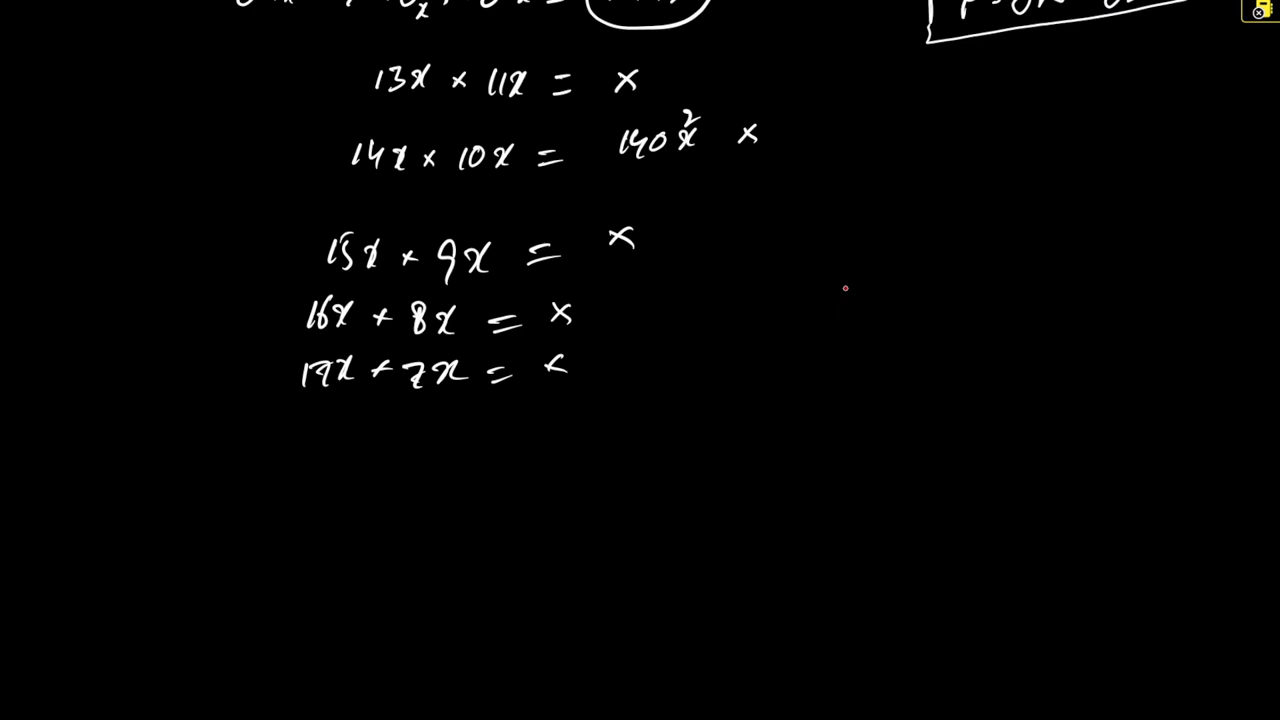 13x × 11x = ×
14x × 10x = 140x² ×
15x × 9x = ×
16x + 8x = ×
17x + 7x = ×